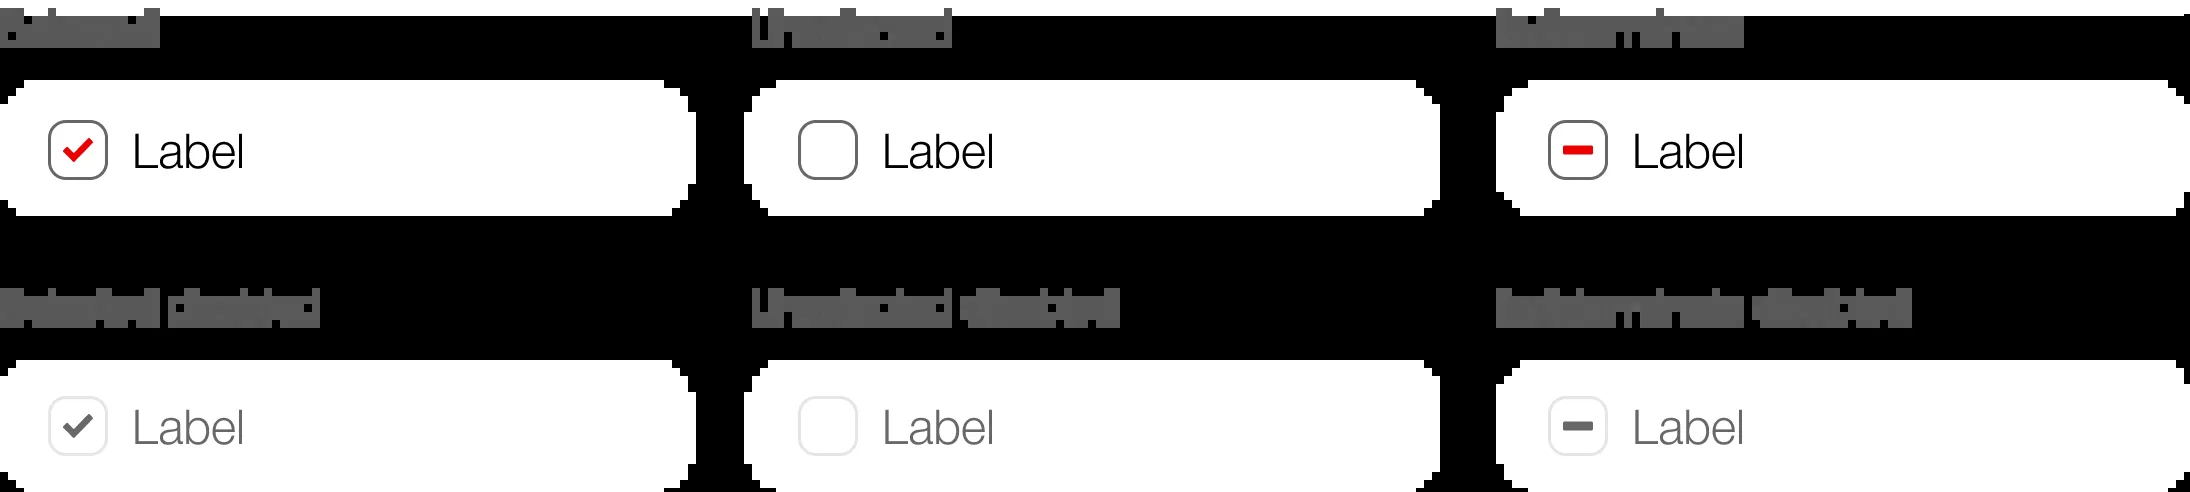 Selected Unselected Indeterminate
Label Label Label
Selected disabled Unselected disabled Indeterminate disabled
Label Label Label